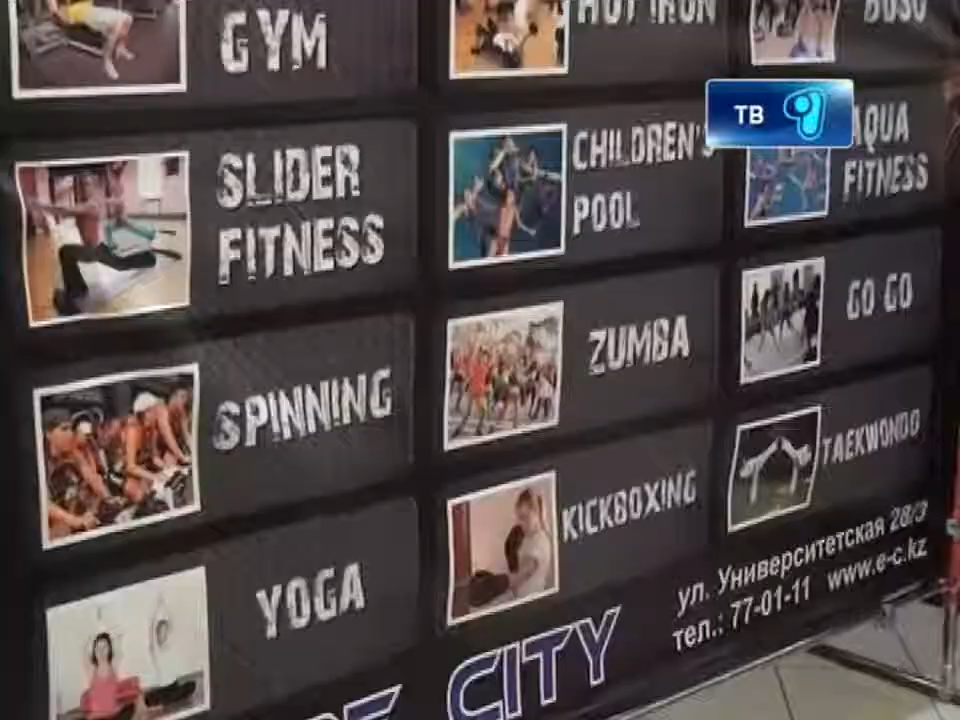 GYM
HOT IRON
BOSU
ТВ
SLIDER
FITNESS
CHILDREN'S
POOL
AQUA
FITNESS
SPINNING
ZUMBA
GO GO
YOGA
KICKBOXING
TAEKWONDO
CITY
ул. Университетская 28/3
тел.: 77-01-11 www.e-c.kz